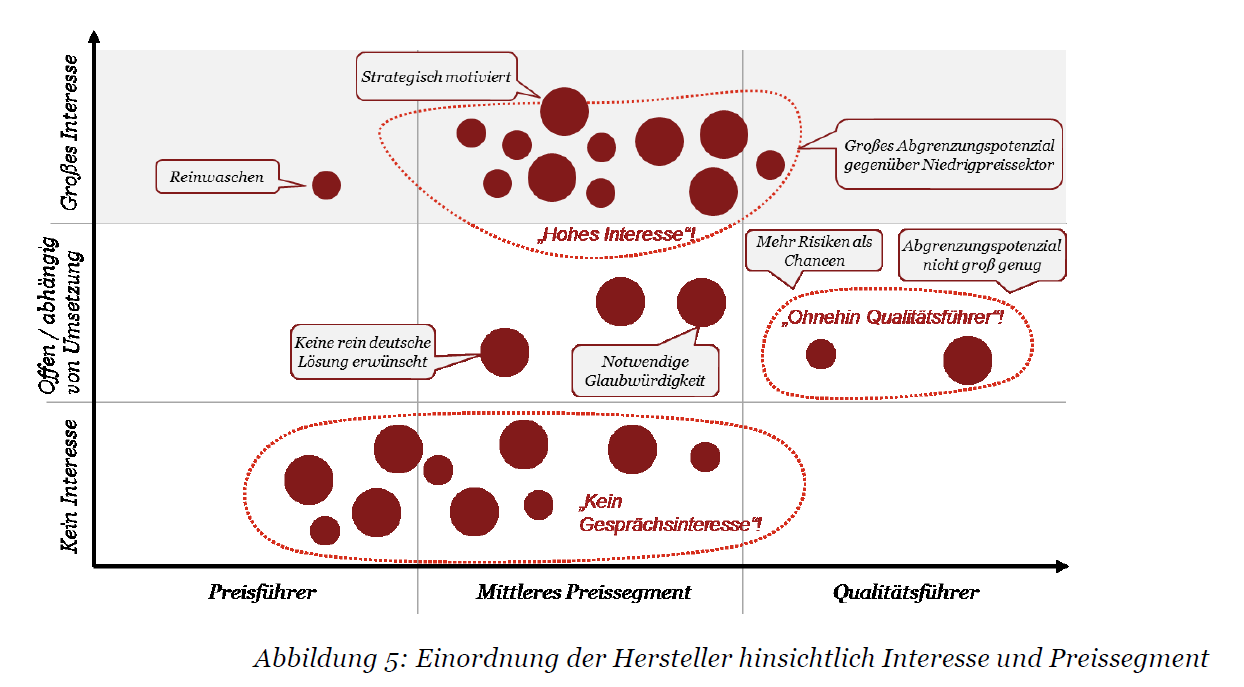 Großes Interesse
Offen / abhängig
von Umsetzung
Kein Interesse
Strategisch motiviert
Reinwaschen
Großes Abgrenzungspotenzial
gegenüber Niedrigpreissektor
„Hohes Interesse“!
Mehr Risiken als
Chancen
Abgrenzungspotenzial
nicht groß genug
„Ohnehin Qualitätsführer“!
Keine rein deutsche
Lösung erwünscht
Notwendige
Glaubwürdigkeit
„Kein
Gesprächsinteresse“!
Preisführer
Mittleres Preissegment
Qualitätsführer
Abbildung 5: Einordnung der Hersteller hinsichtlich Interesse und Preissegment